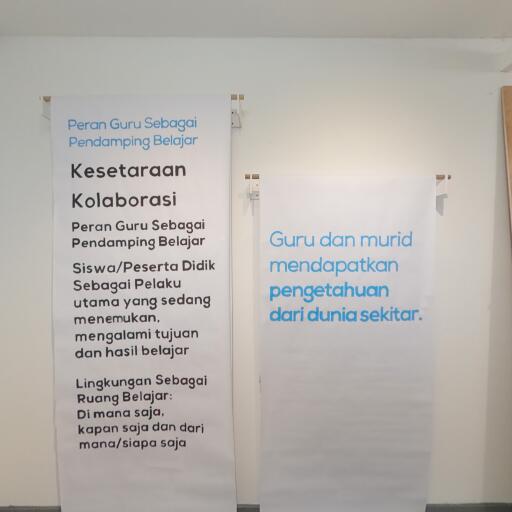 Peran Guru Sebagai
Pendamping Belajar
Kesetaraan
Kolaborasi
Peran Guru Sebagai
Pendamping Belajar
Siswa/Peserta Didik
Sebagai Pelaku
utama yang sedang
menemukan,
mengalami tujuan
dan hasil belajar
Lingkungan Sebagai
Ruang Belajar:
Di mana saja,
kapan saja dan dari
mana/siapa saja
Guru dan murid
mendapatkan
pengetahuan
dari dunia sekitar.